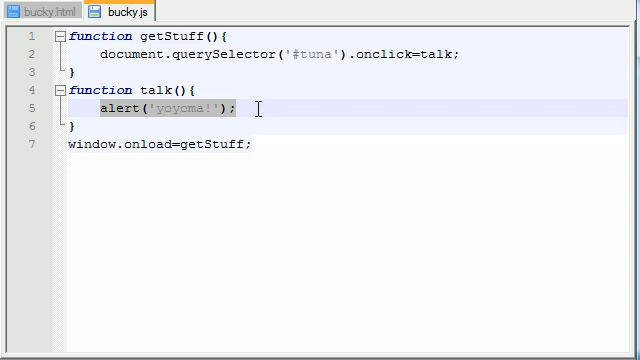 bucky.html bucky.js
1 function getStuff(){
2 document.querySelector('#tuna').onclick=talk;
3 }
4 function talk(){
5 alert('yoyoma!');
6 }
7 window.onload=getStuff;